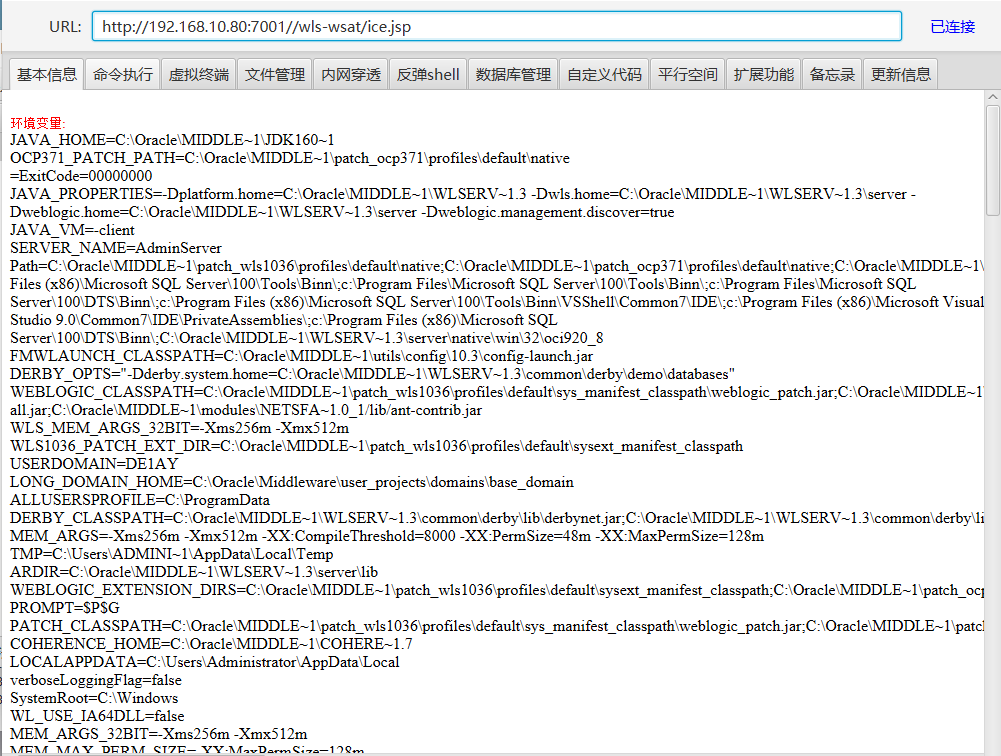 URL: http://192.168.10.80:7001//wls-wsat/ice.jsp 已连接
基本信息 命令执行 虚拟终端 文件管理 内网穿透 反弹shell 数据库管理 自定义代码 平行空间 扩展功能 备忘录 更新信息
环境变量:
JAVA_HOME=C:\Oracle\MIDDLE~1\JDK160~1
OCP371_PATCH_PATH=C:\Oracle\MIDDLE~1\patch_ocp371\profiles\default\native
=ExitCode=00000000
JAVA_PROPERTIES=-Dplatform.home=C:\Oracle\MIDDLE~1\WLSERV~1.3 -Dwls.home=C:\Oracle\MIDDLE~1\WLSERV~1.3\server -
Dweblogic.home=C:\Oracle\MIDDLE~1\WLSERV~1.3\server -Dweblogic.management.discover=true
JAVA_VM=-client
SERVER_NAME=AdminServer
Path=C:\Oracle\MIDDLE~1\patch_wls1036\profiles\default\native;C:\Oracle\MIDDLE~1\patch_ocp371\profiles\default\native;C:\Oracle\MIDDLE~1\
Files (x86)\Microsoft SQL Server\100\Tools\Binn\;c:\Program Files\Microsoft SQL Server\100\Tools\Binn\;c:\Program Files\Microsoft SQL
Server\100\DTS\Binn\;c:\Program Files (x86)\Microsoft SQL Server\100\Tools\Binn\VSShell\Common7\IDE\;c:\Program Files (x86)\Microsoft Visual
Studio 9.0\Common7\IDE\PrivateAssemblies\;c:\Program Files (x86)\Microsoft SQL
Server\100\DTS\Binn\;C:\Oracle\MIDDLE~1\WLSERV~1.3\server\native\win\32\oci920_8
FMWLAUNCH_CLASSPATH=C:\Oracle\MIDDLE~1\utils\config\10.3\config-launch.jar
DERBY_OPTS="-Dderby.system.home=C:\Oracle\MIDDLE~1\WLSERV~1.3\common\derby\demo\databases"
WEBLOGIC_CLASSPATH=C:\Oracle\MIDDLE~1\patch_wls1036\profiles\default\sys_manifest_classpath\weblogic_patch.jar;C:\Oracle\MIDDLE~1
all.jar;C:\Oracle\MIDDLE~1\modules\NETSFA~1.0_1/lib/ant-contrib.jar
WLS_MEM_ARGS_32BIT=-Xms256m -Xmx512m
WLS1036_PATCH_EXT_DIR=C:\Oracle\MIDDLE~1\patch_wls1036\profiles\default\sysext_manifest_classpath
USERDOMAIN=DE1AY
LONG_DOMAIN_HOME=C:\Oracle\Middleware\user_projects\domains\base_domain
ALLUSERSPROFILE=C:\ProgramData
DERBY_CLASSPATH=C:\Oracle\MIDDLE~1\WLSERV~1.3\common\derby\lib\derbynet.jar;C:\Oracle\MIDDLE~1\WLSERV~1.3\common\derby\li
MEM_ARGS=-Xms256m -Xmx512m -XX:CompileThreshold=8000 -XX:PermSize=48m -XX:MaxPermSize=128m
TMP=C:\Users\ADMINI~1\AppData\Local\Temp
ARDIR=C:\Oracle\MIDDLE~1\WLSERV~1.3\server\lib
WEBLOGIC_EXTENSION_DIRS=C:\Oracle\MIDDLE~1\patch_wls1036\profiles\default\sysext_manifest_classpath;C:\Oracle\MIDDLE~1\patch_ocp
PROMPT=$P$G
PATCH_CLASSPATH=C:\Oracle\MIDDLE~1\patch_wls1036\profiles\default\sys_manifest_classpath\weblogic_patch.jar;C:\Oracle\MIDDLE~1\patcl
COHERENCE_HOME=C:\Oracle\MIDDLE~1\COHERE~1.7
LOCALAPPDATA=C:\Users\Administrator\AppData\Local
verboseLoggingFlag=false
SystemRoot=C:\Windows
WL_USE_IA64DLL=false
MEM_ARGS_32BIT=-Xms256m -Xmx512m
MEM_MAX_PERM_SIZE=-XX:MaxPermSize=128m